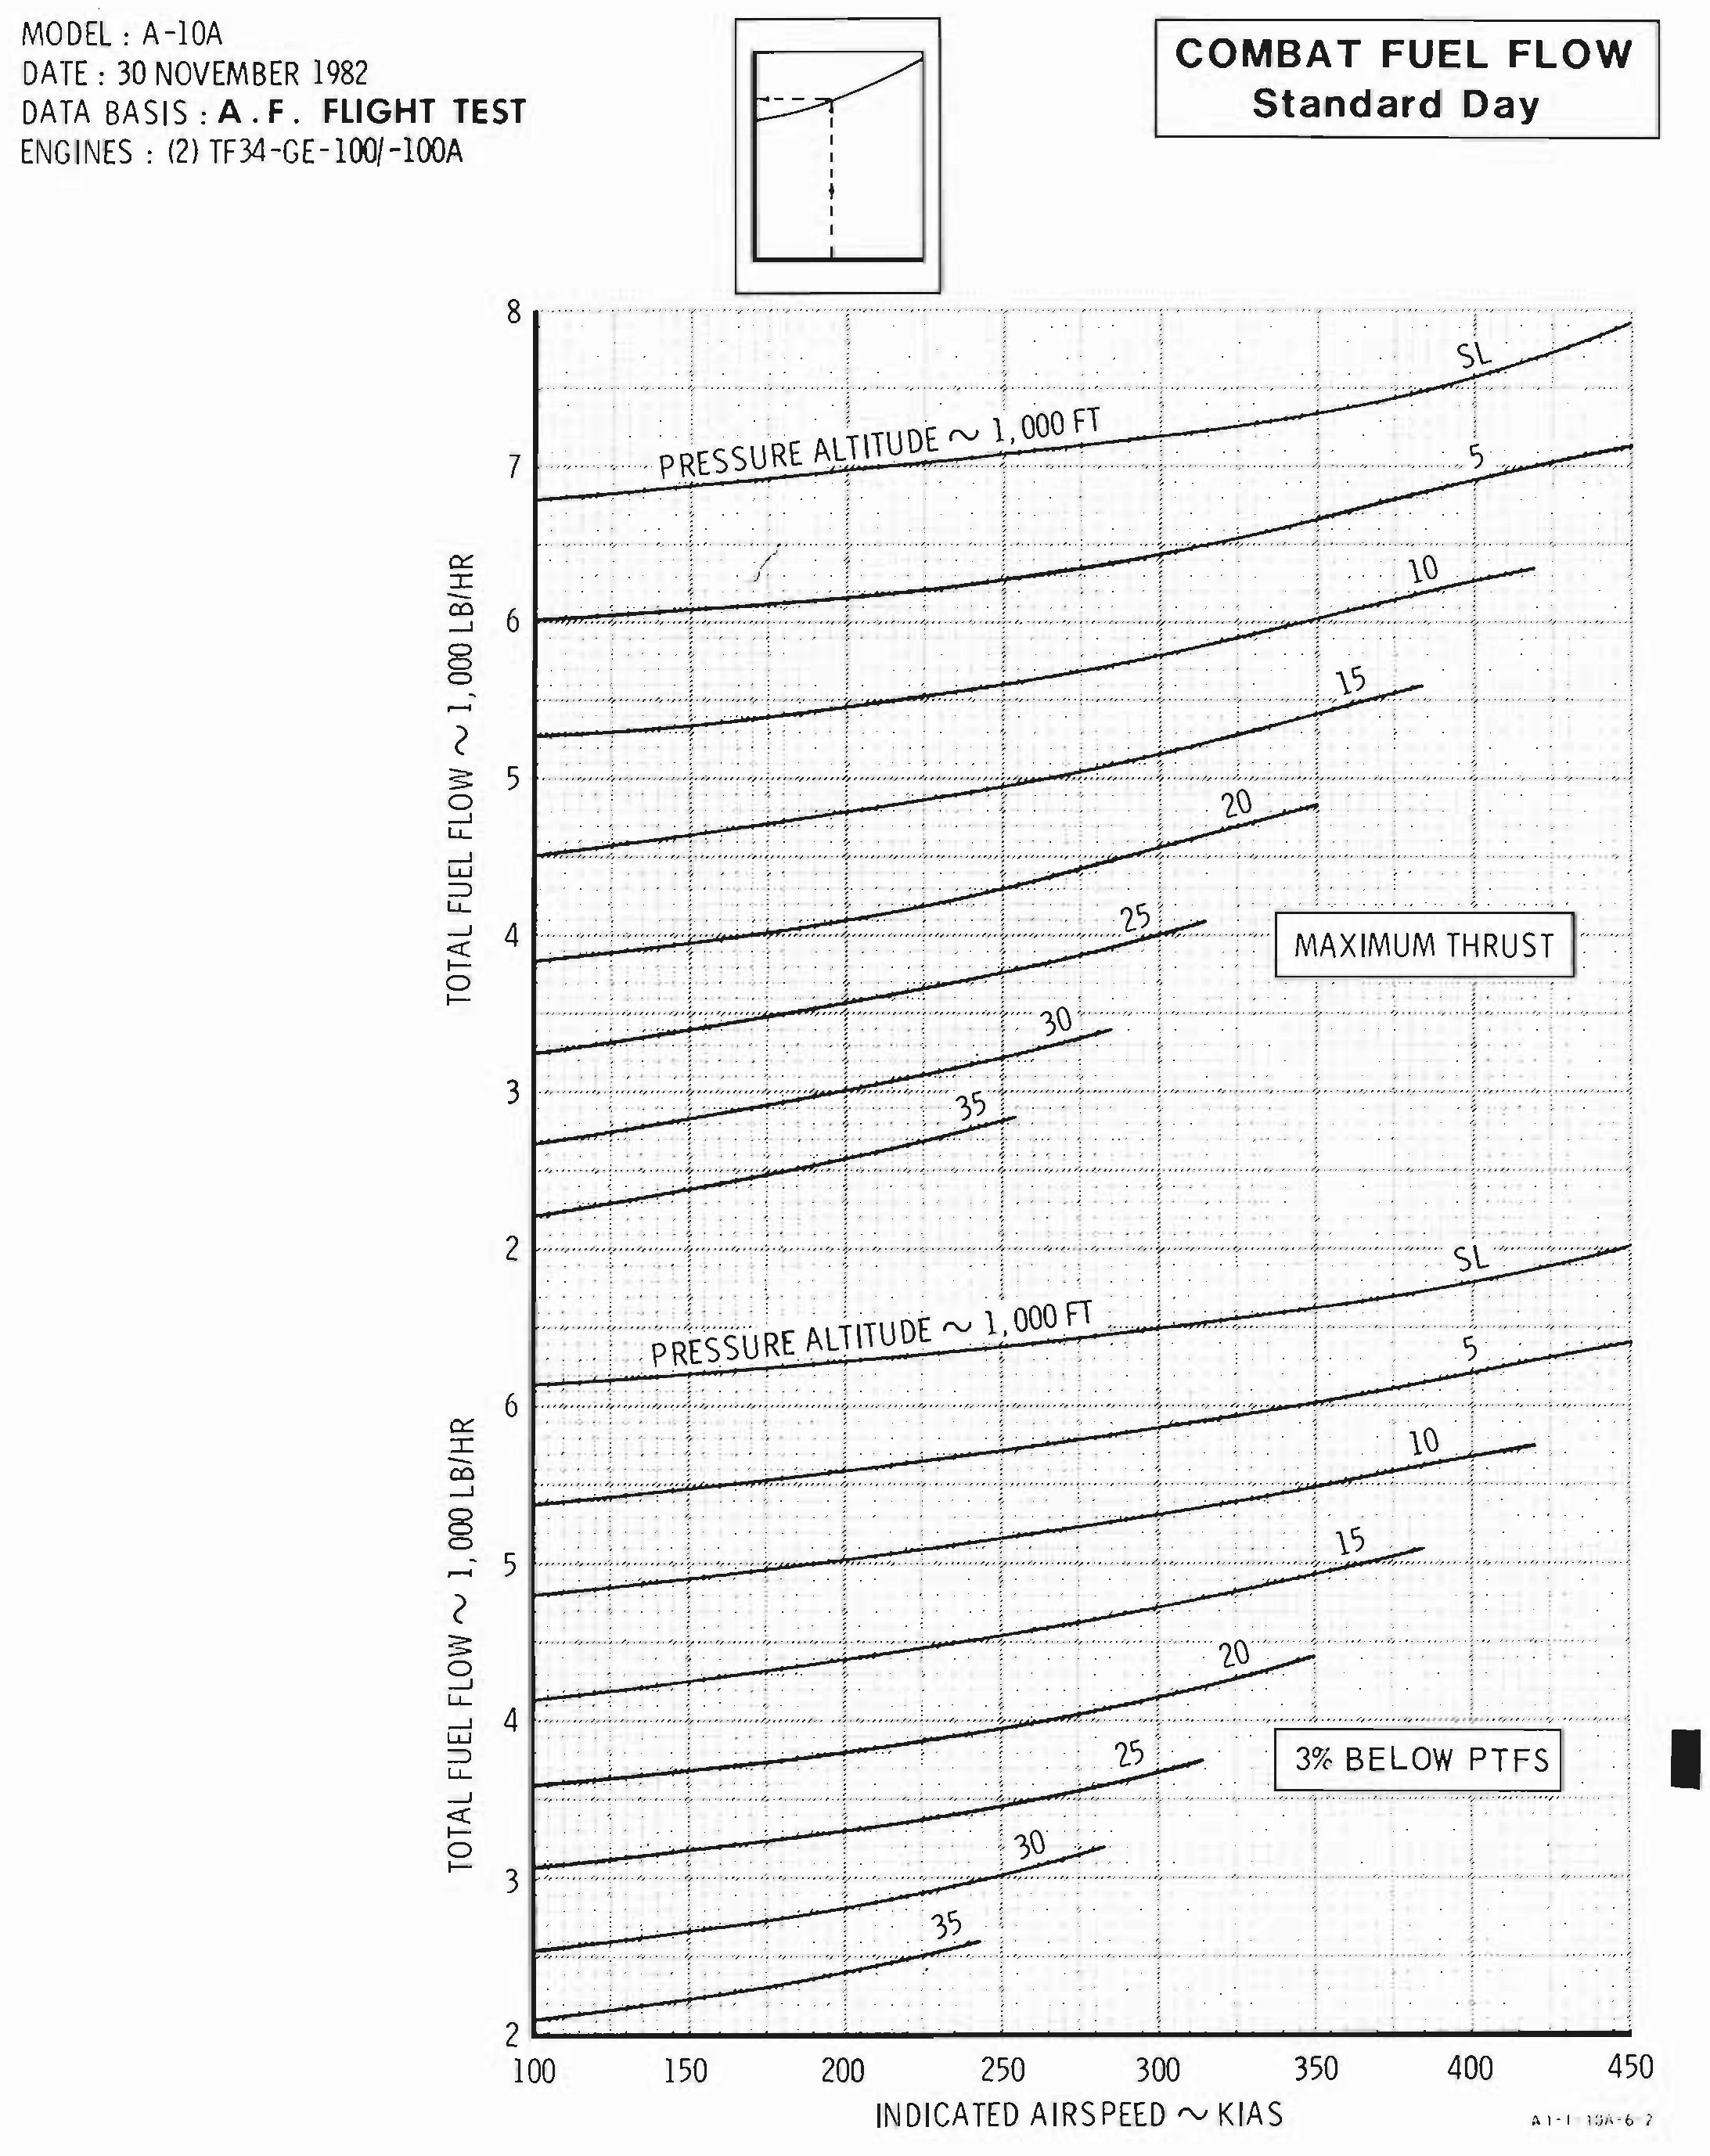 MODEL : A-10A
DATE : 30 NOVEMBER 1982
DATA BASIS : A.F. FLIGHT TEST
ENGINES : (2) TF34-GE-100/-100A
COMBAT FUEL FLOW
Standard Day
8
7
6
5
4
3
2
TOTAL FUEL FLOW ~ 1,000 LB/HR
PRESSURE ALTITUDE ~ 1,000 FT
SL
5
10
15
20
25
30
35
MAXIMUM THRUST
6
5
4
3
2
TOTAL FUEL FLOW ~ 1,000 LB/HR
PRESSURE ALTITUDE ~ 1,000 FT
SL
5
10
15
20
25
30
35
3% BELOW PTFS
100 150 200 250 300 350 400 450
INDICATED AIRSPEED ~ KIAS